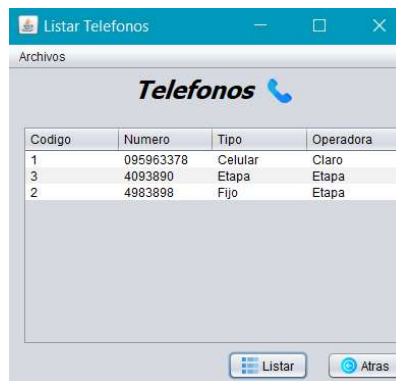 Listar Telefonos
Archivos
Telefonos
Codigo Numero Tipo Operadora
1 095963378 Celular Claro
3 4093890 Etapa Etapa
2 4983898 Fijo Etapa
Listar Atras